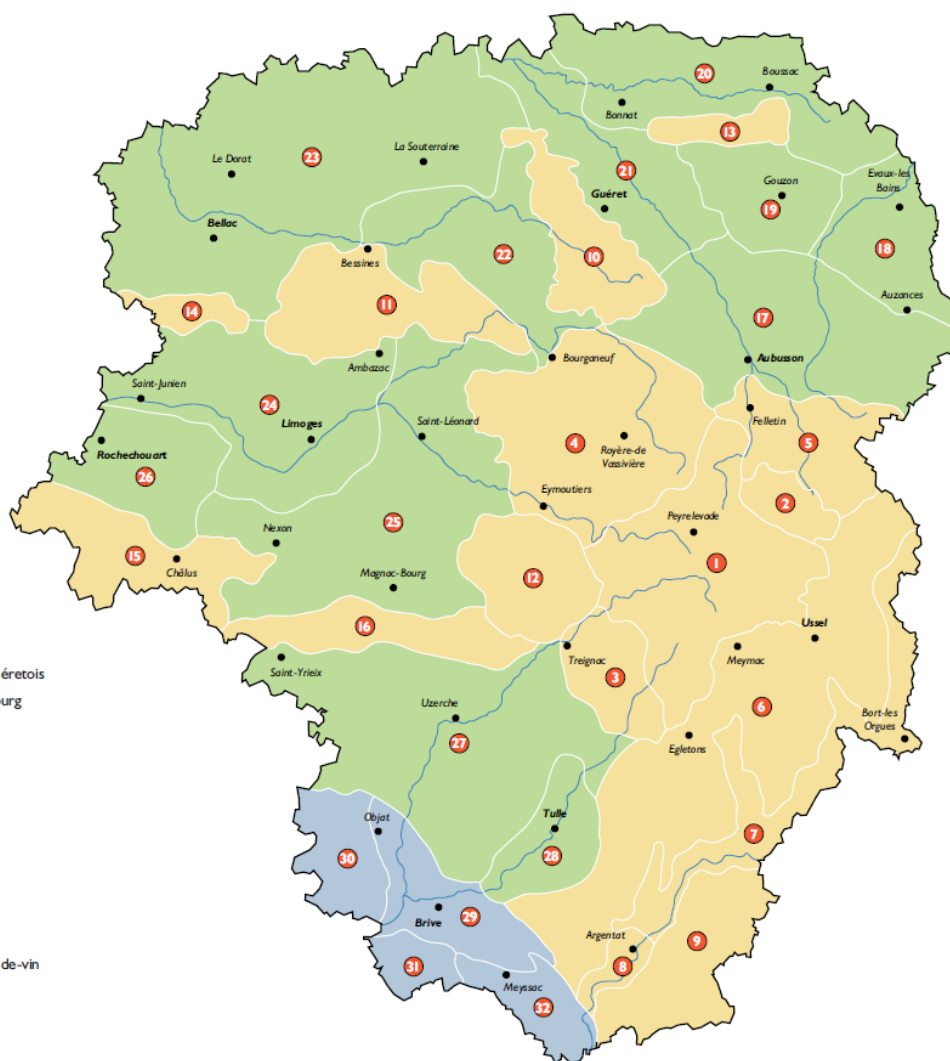 20
Boussac
Bonnat
13
La Souterraine
23
Le Dorat
21
Evaux-les
Bains
Gouzon
Guéret
19
Bellac
18
Bessines
22
10
Auzances
11
14
17
Bourganeuf
Aubusson
Ambazac
Saint-Junien
24
Limoges
Saint-Léonard
Felletin
4
5
Rochechouart
Royère-de
Vassivière
26
Eymoutiers
2
Peyrelevade
25
Nexon
15
Châlus
1
12
Magnac-Bourg
16
Ussel
Treignac
Meymac
Saint-Yrieix
3
éretois
ourg
Uzerche
6
Bort-les
Orgues
27
Egletons
Objat
Tulle
7
30
28
Brive
29
Argentat
9
31
8
de-vin
Meyssac
32